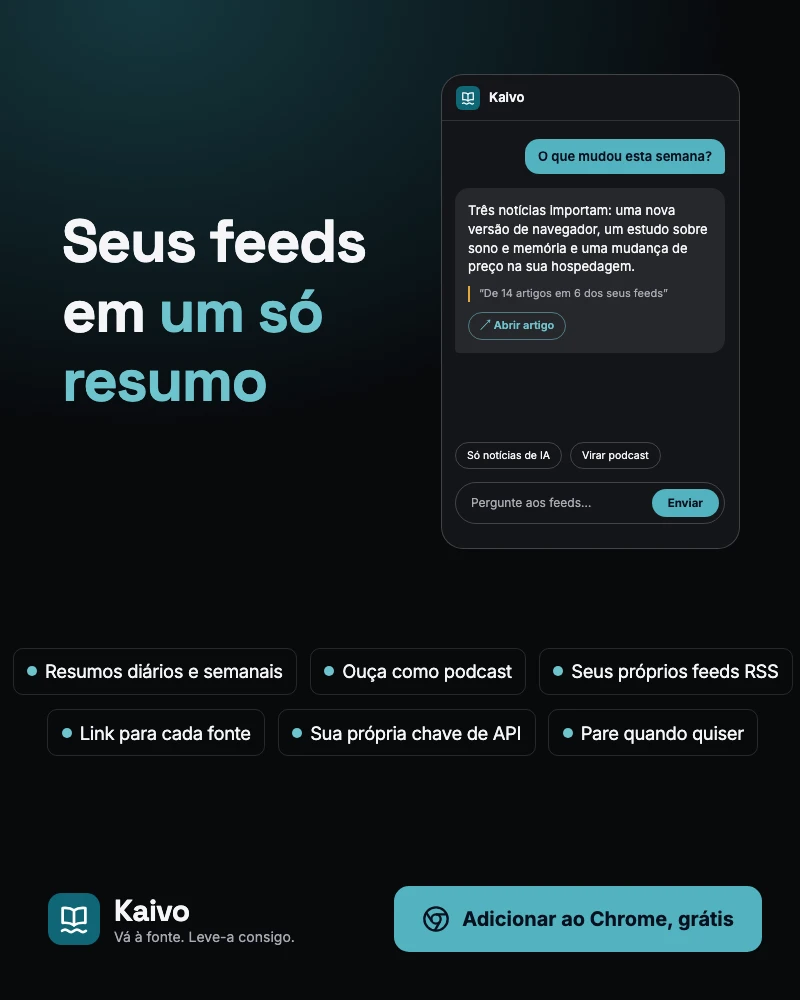 Kaivo
O que mudou esta semana?
Três notícias importam: uma nova
versão de navegador, um estudo sobre
sono e memória e uma mudança de
preço na sua hospedagem.
"De 14 artigos em 6 dos seus feeds"
↗ Abrir artigo
Seus feeds
em um só
resumo
Só notícias de IA
Virar podcast
Pergunte aos feeds...
Enviar
Resumos diários e semanais
Ouça como podcast
Seus próprios feeds RSS
Link para cada fonte
Sua própria chave de API
Pare quando quiser
Kaivo
Vá à fonte. Leve-a consigo.
Adicionar ao Chrome, grátis